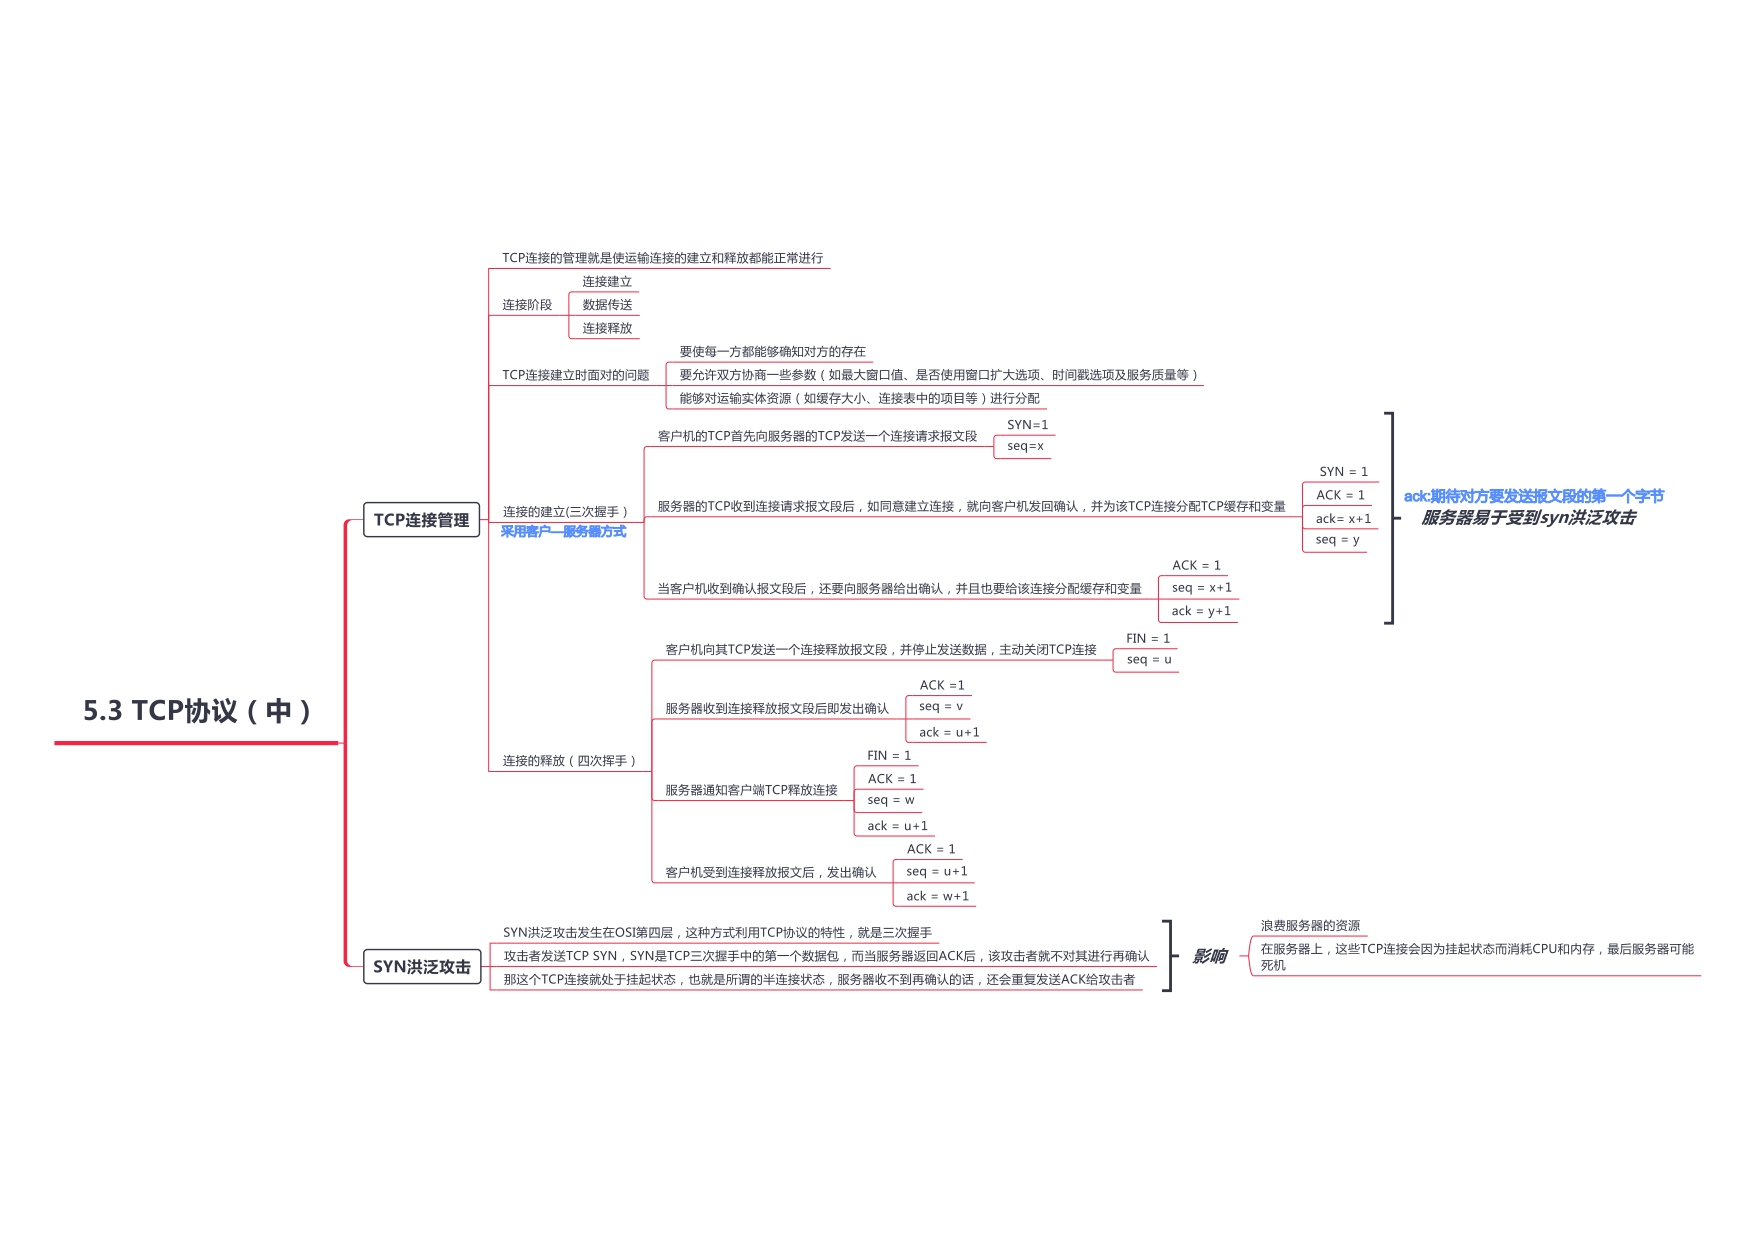 5.3 TCP协议（中）
TCP连接管理
TCP连接的管理就是使运输连接的建立和释放都能正常进行
连接阶段
连接建立
数据传送
连接释放
TCP连接建立时面对的问题
要使每一方都能够确知对方的存在
要允许双方协商一些参数（如最大窗口值、是否使用窗口扩大选项、时间戳选项及服务质量等）
能够对运输实体资源（如缓存大小、连接表中的项目等）进行分配
连接的建立(三次握手）
采用客户—服务器方式
客户机的TCP首先向服务器的TCP发送一个连接请求报文段
SYN=1
seq=x
服务器的TCP收到连接请求报文段后，如同意建立连接，就向客户机发回确认，并为该TCP连接分配TCP缓存和变量
SYN = 1
ACK = 1
ack= x+1
seq = y
当客户机收到确认报文段后，还要向服务器给出确认，并且也要给该连接分配缓存和变量
ACK = 1
seq = x+1
ack = y+1
ack:期待对方要发送报文段的第一个字节
服务器易于受到syn洪泛攻击
连接的释放（四次挥手）
客户机向其TCP发送一个连接释放报文段，并停止发送数据，主动关闭TCP连接
FIN = 1
seq = u
服务器收到连接释放报文段后即发出确认
ACK =1
seq = v
ack = u+1
服务器通知客户端TCP释放连接
FIN = 1
ACK = 1
seq = w
ack = u+1
客户机受到连接释放报文后，发出确认
ACK = 1
seq = u+1
ack = w+1
SYN洪泛攻击
SYN洪泛攻击发生在OSI第四层，这种方式利用TCP协议的特性，就是三次握手
攻击者发送TCP SYN，SYN是TCP三次握手中的第一个数据包，而当服务器返回ACK后，该攻击者就不对其进行再确认
那这个TCP连接就处于挂起状态，也就是所谓的半连接状态，服务器收不到再确认的话，还会重复发送ACK给攻击者
影响
浪费服务器的资源
在服务器上，这些TCP连接会因为挂起状态而消耗CPU和内存，最后服务器可能
死机